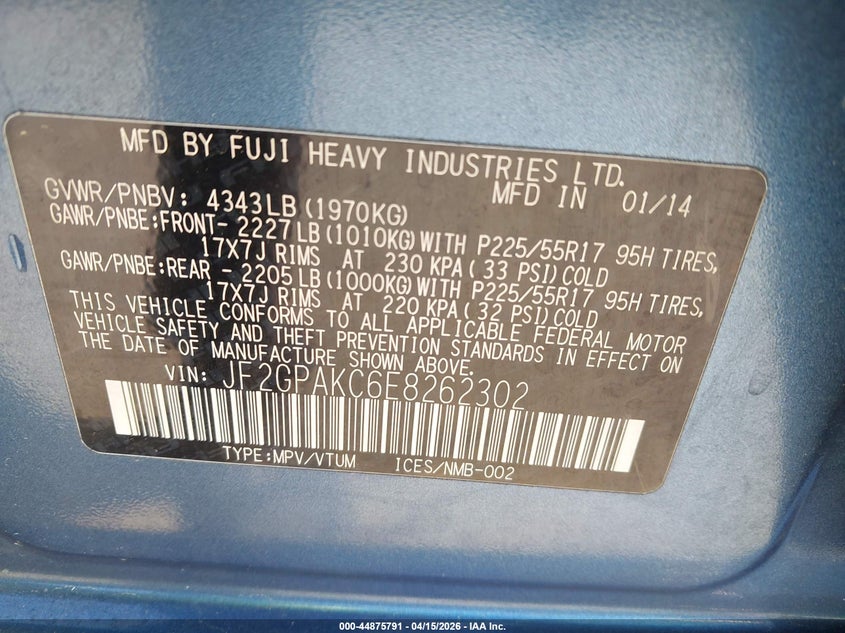 MFD BY FUJI HEAVY INDUSTRIES LTD.
GVWR/PNBV: 4343LB(1970KG) MFD IN 01/14
GAWR/PNBE:FRONT- 2227LB(1010KG)WITH P225/55R17 95H TIRES,
17X7J RIMS AT 230 KPA(33 PSI)COLD
GAWR/PNBE:REAR - 2205LB(1000KG)WITH P225/55R17 95H TIRES,
17X7J RIMS AT 220 KPA(32 PSI)COLD
THIS VEHICLE CONFORMS TO ALL APPLICABLE FEDERAL MOTOR
VEHICLE SAFETY AND THEFT PREVENTION STANDARDS IN EFFECT ON
THE DATE OF MANUFACTURE SHOWN ABOVE.
VIN: JF2GPAKC6E8262302
TYPE:MPV/VTUM ICES/NMB-002
000-44875791 - 04/15/2026 - IAA Inc.